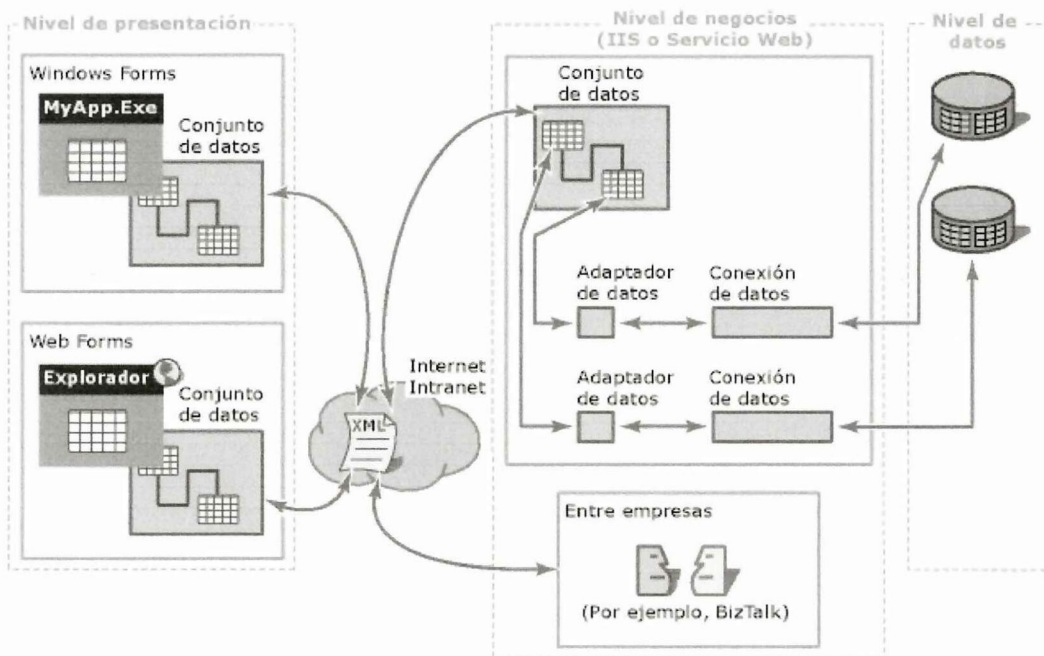 Nivel de presentación
Windows Forms
MyApp.Exe
Conjunto
de datos
Web Forms
Explorador
Conjunto
de datos
Internet
Intranet
XML
Nivel de negocios
(IIS o Servicio Web)
Conjunto
de datos
Adaptador
de datos
Conexión
de datos
Adaptador
de datos
Conexión
de datos
Entre empresas
(Por ejemplo, BizTalk)
Nivel de
datos